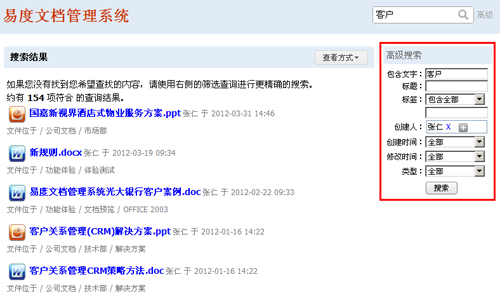 易度文档管理系统
客户 高级
搜索结果 查看方式
如果您没有找到您希望查找的内容，请使用右侧的筛选查询进行更精确的搜索。
约有 154 项符合 的查询结果。
国嘉新视界酒店式物业服务方案.ppt 张仁 于 2012-03-31 14:46
文件位于 / 公司文档 / 市场部
新规则.docx 张仁 于 2012-03-19 09:34
文件位于 / 功能体验 / 体验测试
易度文档管理系统光大银行客户案例.doc 张仁 于 2012-02-22 09:33
文件位于 / 功能体验 / 文档预览 / OFFICE 2003
客户关系管理(CRM)解决方案.ppt 张仁 于 2012-01-16 14:22
文件位于 / 公司文档 / 技术部 / 解决方案
客户关系管理CRM策略方法.doc 张仁 于 2012-01-16 14:22
文件位于 / 公司文档 / 技术部 / 解决方案
高级搜索
包含文字：客户
标题：
标签：包含全部
创建人：张仁 X
创建时间：全部
修改时间：全部
类型：全部
搜索